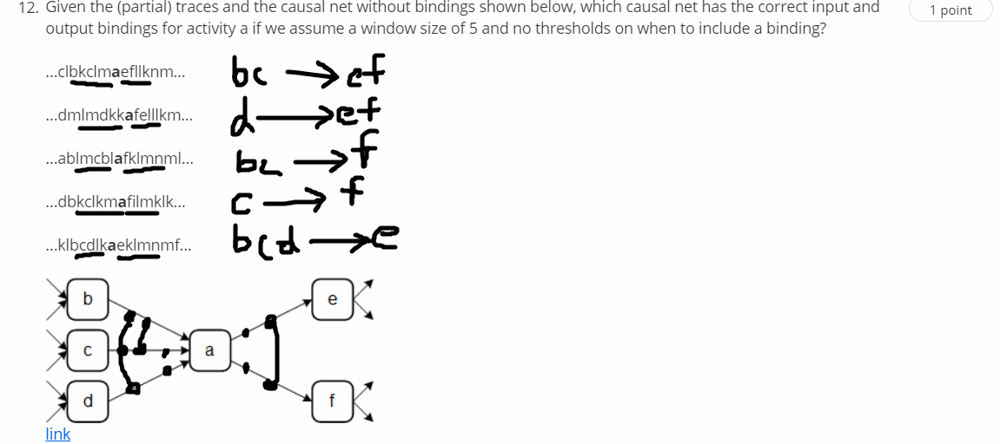 12. Given the (partial) traces and the causal net without bindings shown below, which causal net has the correct input and
1 point
output bindings for activity a if we assume a window size of 5 and no thresholds on when to include a binding?
...clbkclmaefllknm... bc → ef
...dmlmdkkafelllkm... d → ef
...ablmcblafklmnml... bc → f
...dbkclkmafilmklk... c → f
...klbcdlkaeklmnmf... bcd → e
b e
c a
d f
link